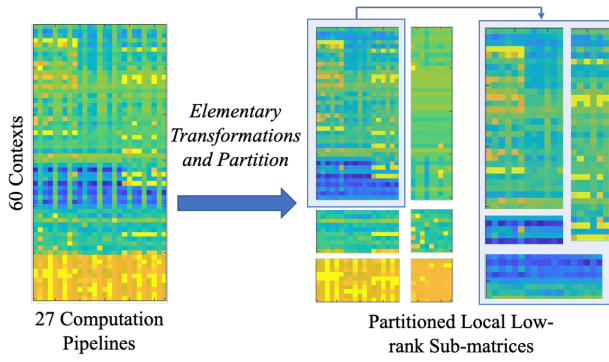 60 Contexts
27 Computation
Pipelines
Elementary
Transformations
and Partition
Partitioned Local Low-
rank Sub-matrices